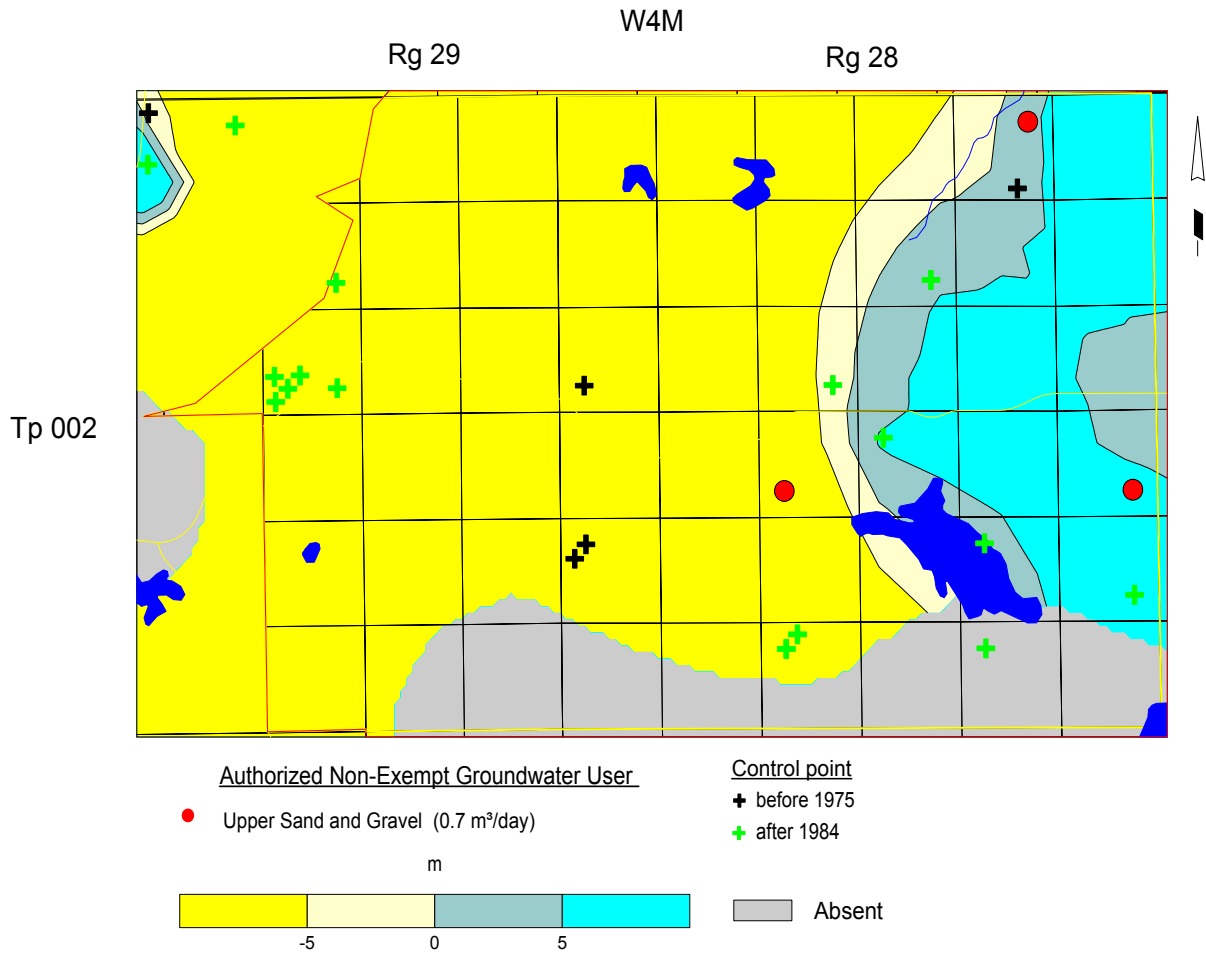 W4M
Rg 29 Rg 28
Tp 002
Authorized Non-Exempt Groundwater User
Upper Sand and Gravel (0.7 m³/day)
Control point
before 1975
after 1984
m
-5 0 5
Absent